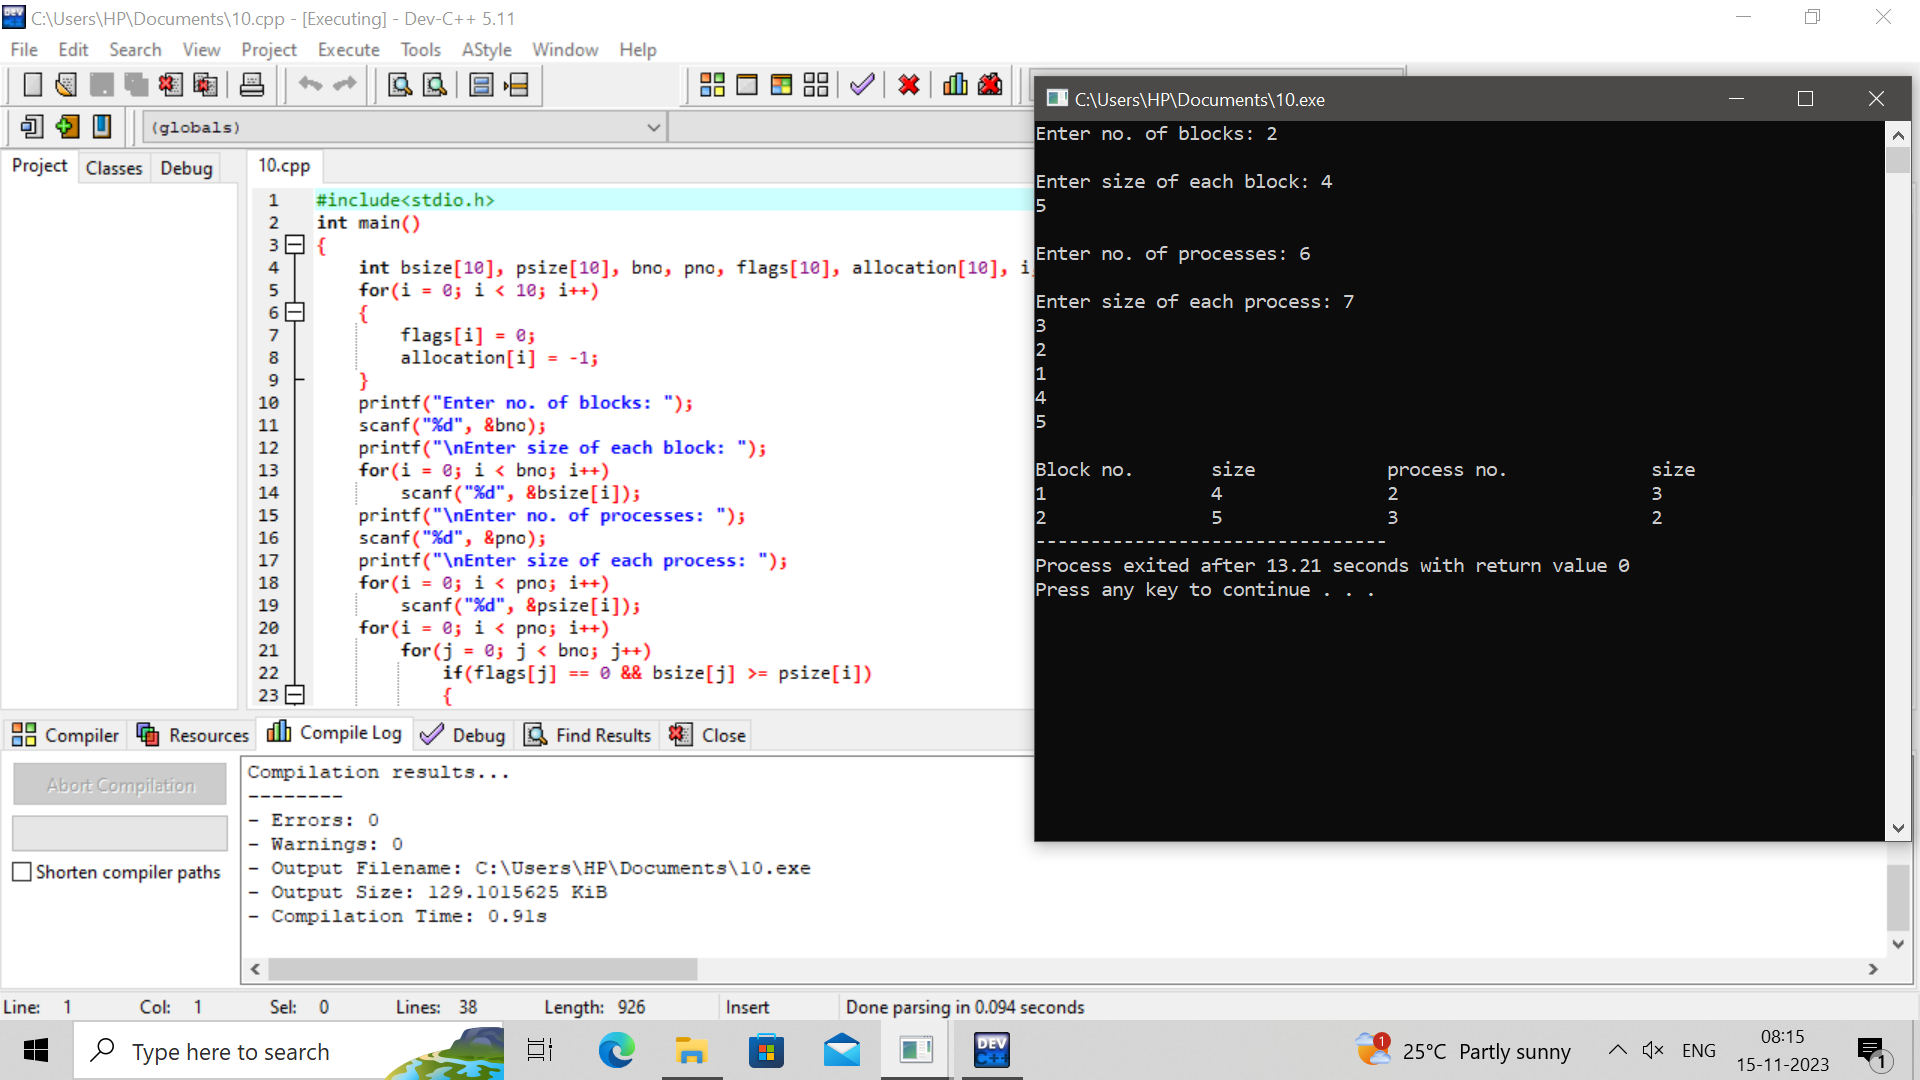 C:\Users\HP\Documents\10.cpp - [Executing] - Dev-C++ 5.11
File Edit Search View Project Execute Tools AStyle Window Help
(globals)
Project Classes Debug
10.cpp
1 #include<stdio.h>
2 int main()
3 {
4 int bsize[10], psize[10], bno, pno, flags[10], allocation[10], i,
5 for(i = 0; i < 10; i++)
6 {
7 flags[i] = 0;
8 allocation[i] = -1;
9 }
10 printf("Enter no. of blocks: ");
11 scanf("%d", &bno);
12 printf("\nEnter size of each block: ");
13 for(i = 0; i < bno; i++)
14 scanf("%d", &bsize[i]);
15 printf("\nEnter no. of processes: ");
16 scanf("%d", &pno);
17 printf("\nEnter size of each process: ");
18 for(i = 0; i < pno; i++)
19 scanf("%d", &psize[i]);
20 for(i = 0; i < pno; i++)
21 for(j = 0; j < bno; j++)
22 if(flags[j] == 0 && bsize[j] >= psize[i])
23 {
C:\Users\HP\Documents\10.exe
Enter no. of blocks: 2
Enter size of each block: 4
5
Enter no. of processes: 6
Enter size of each process: 7
3
2
1
4
5
Block no. size process no. size
1 4 2 3
2 5 3 2
--------------------------------
Process exited after 13.21 seconds with return value 0
Press any key to continue . . .
Compiler Resources Compile Log Debug Find Results Close
Abort Compilation
Shorten compiler paths
Compilation results...
--------
- Errors: 0
- Warnings: 0
- Output Filename: C:\Users\HP\Documents\10.exe
- Output Size: 129.1015625 KiB
- Compilation Time: 0.91s
Line: 1 Col: 1 Sel: 0 Lines: 38 Length: 926 Insert Done parsing in 0.094 seconds
Type here to search
DEV C++
1
25°C Partly sunny
ENG
08:15
15-11-2023
1